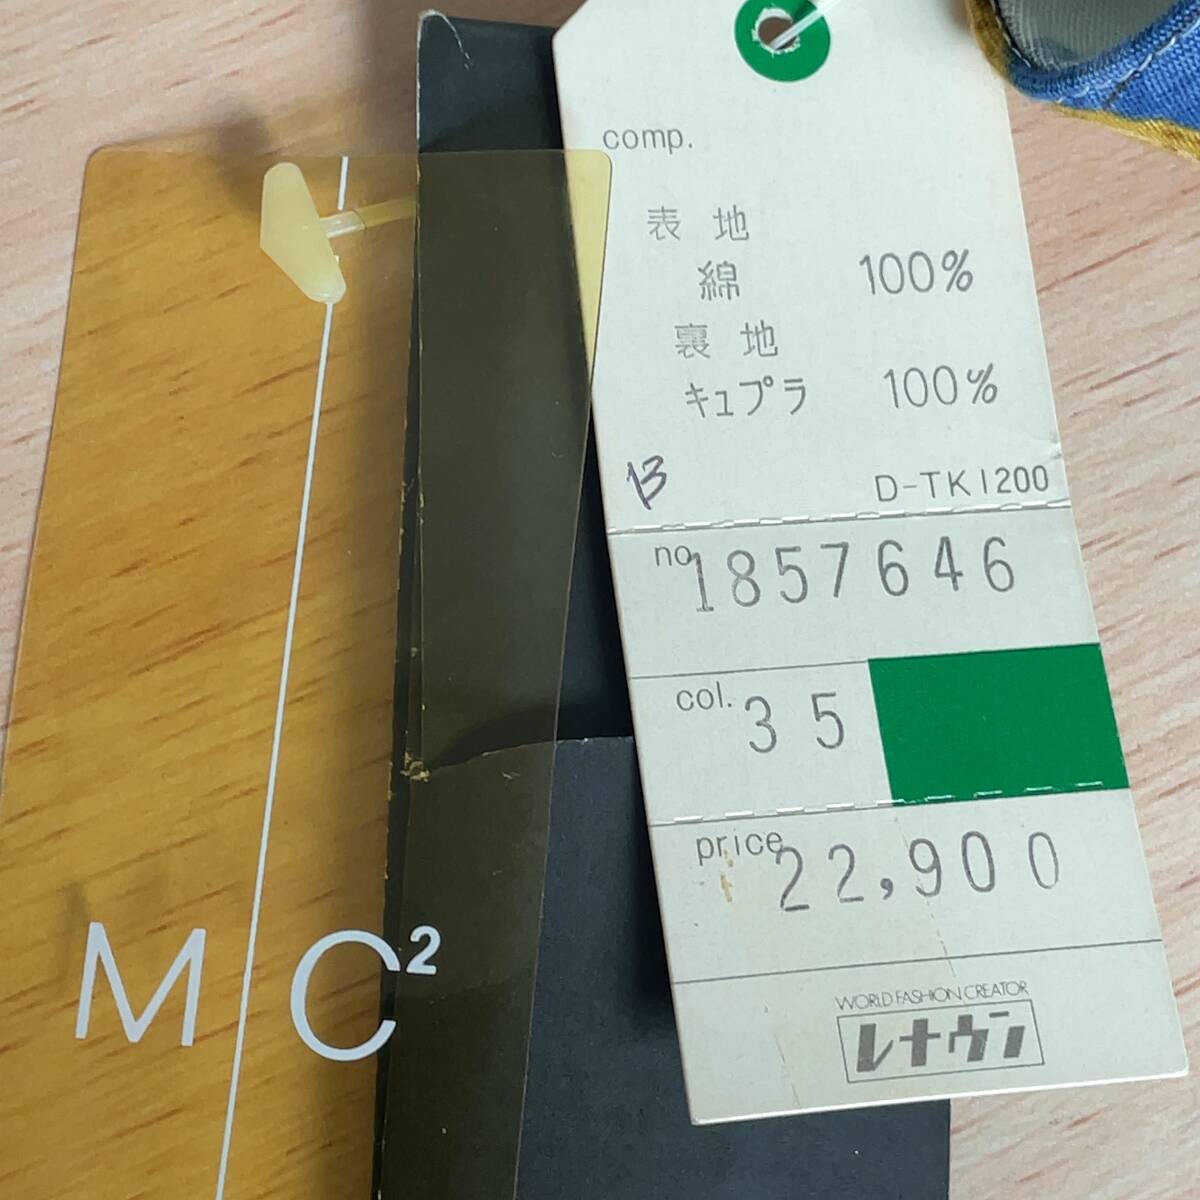 comp.
表地
綿 100%
裏地
キュプラ 100%
13
D-TK1200
no. 1857646
col. 35
price 22,900
WORLD FASHION CREATOR
レナウン
MC²